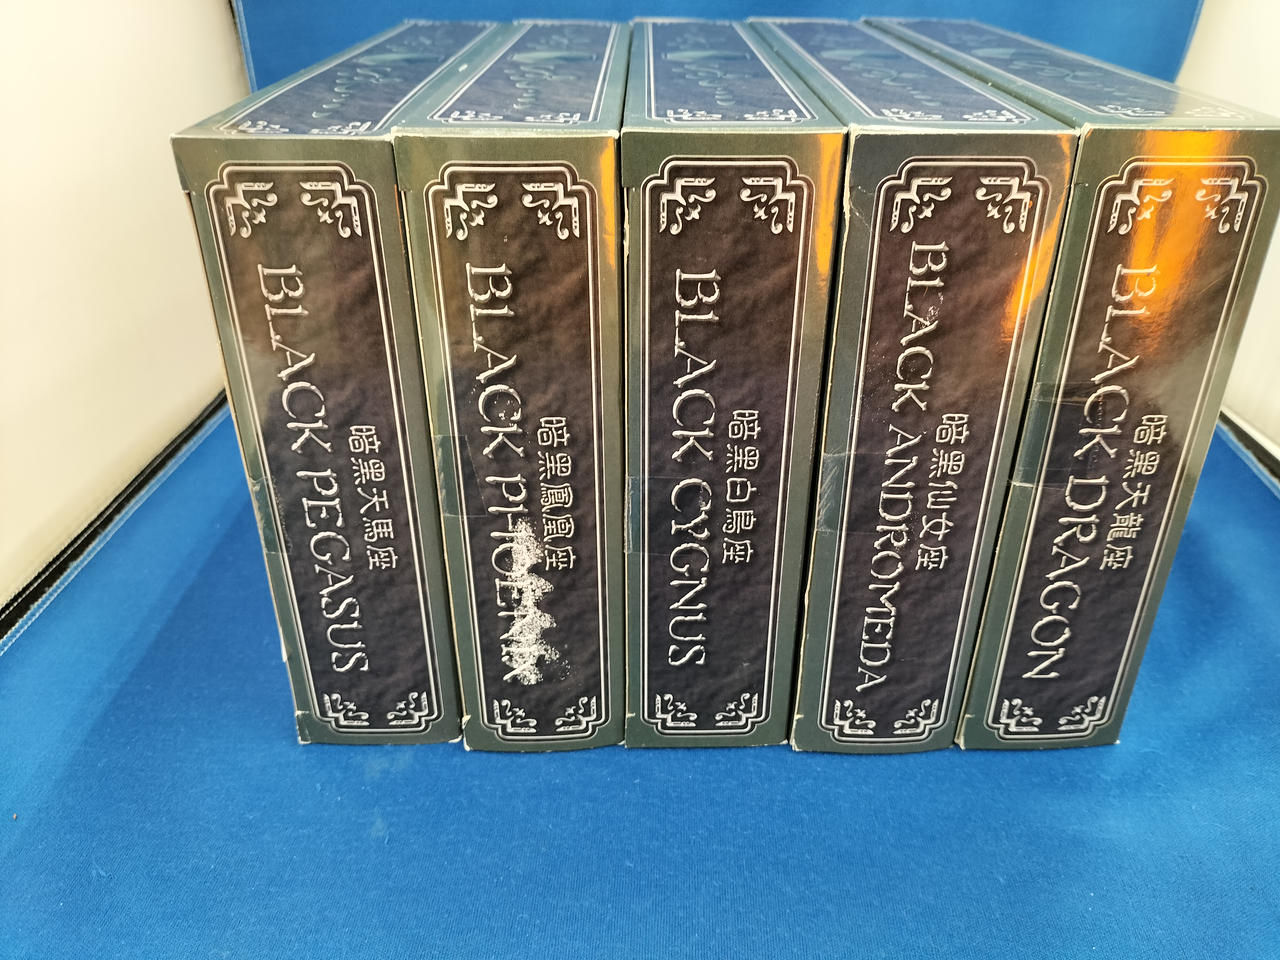 BLACK PEGASUS
暗黒天馬座
BLACK PHOENIX
暗黒鳳凰座
BLACK CYGNUS
暗黒白鳥座
BLACK ANDROMEDA
暗黒仙女座
BLACK DRAGON
暗黒天龍座